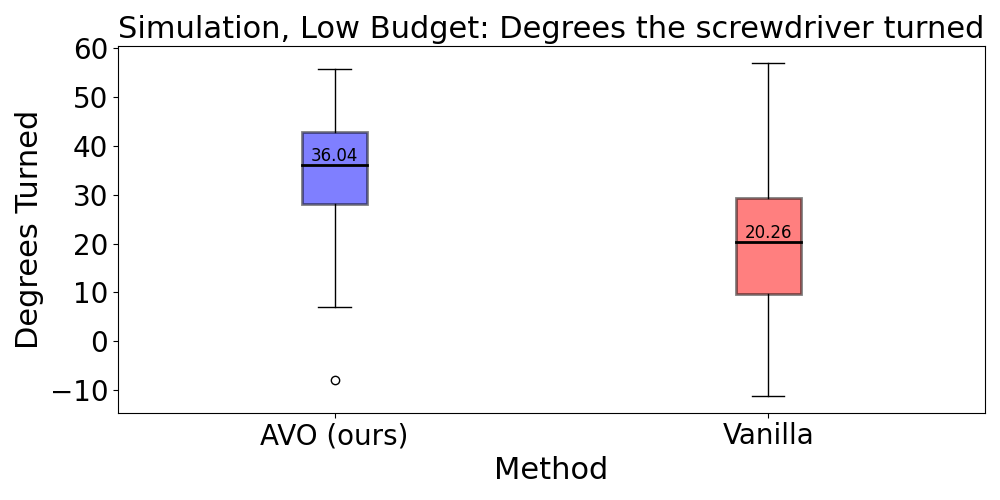 Simulation, Low Budget: Degrees the screwdriver turned
60
50
40
30
20
10
0
−10
Degrees Turned
36.04
20.26
AVO (ours)
Vanilla
Method